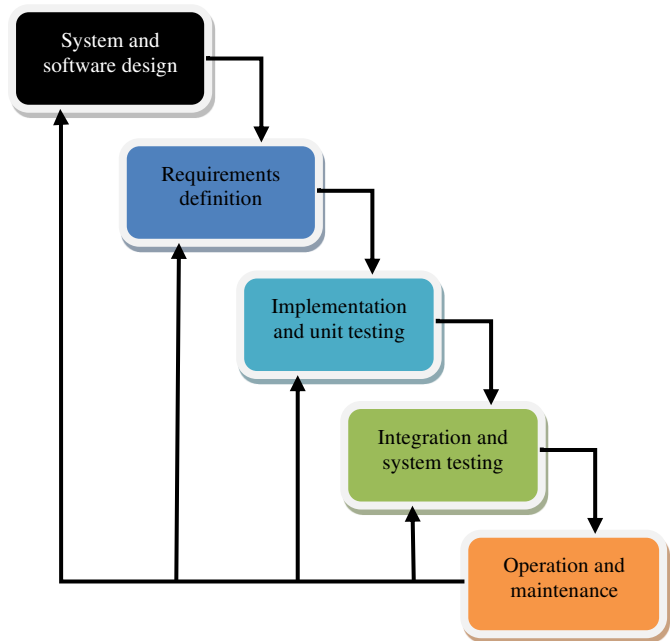 System and
software design
Requirements
definition
Implementation
and unit testing
Integration and
system testing
Operation and
maintenance